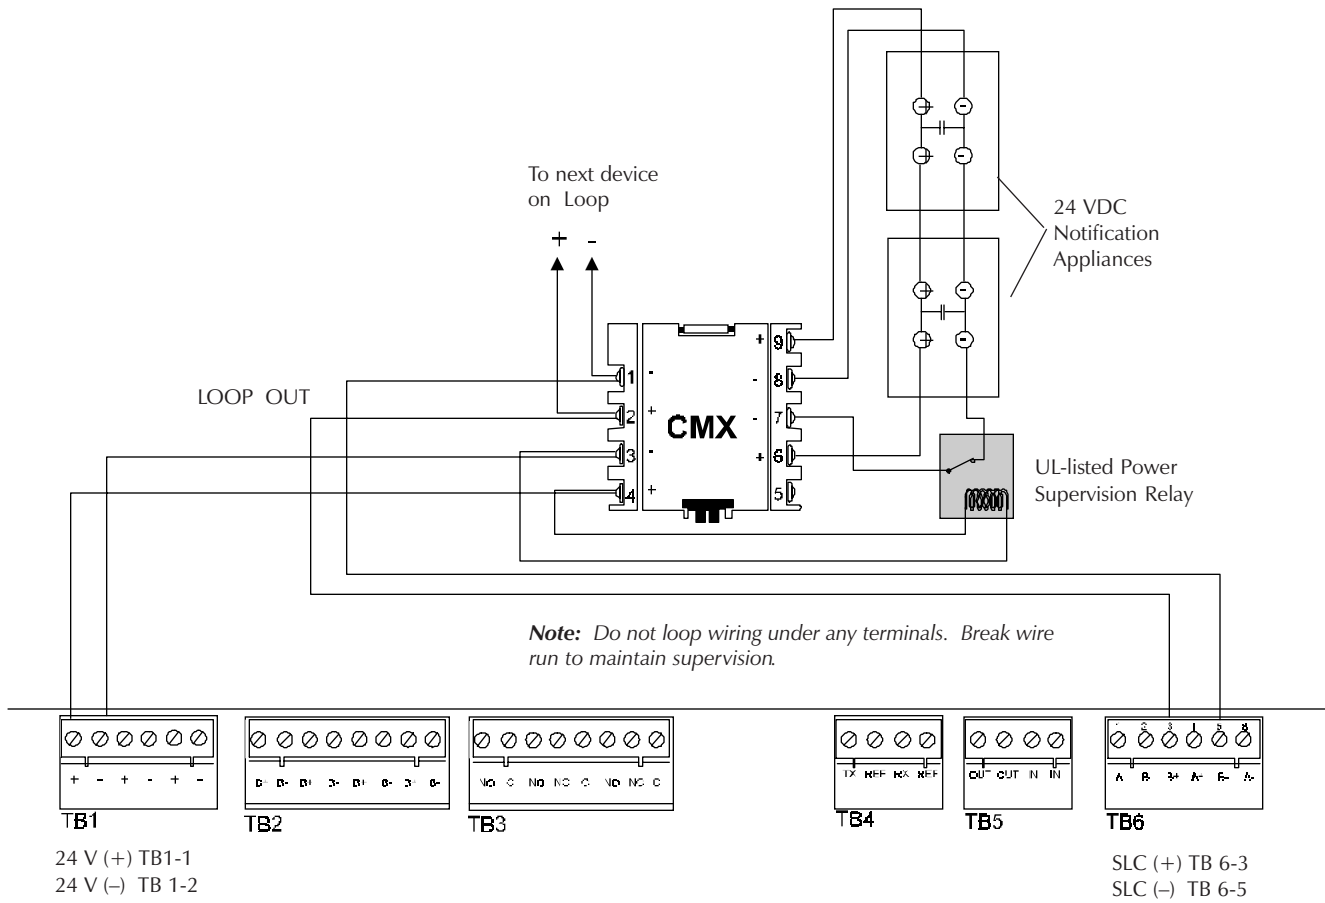 To next device
on Loop
+ -
24 VDC
Notification
Appliances
LOOP OUT
1 -
2 +
3 -
4 +
CMX
+ 9
- 8
- 7
+ 6
5
UL-listed Power
Supervision Relay
Note: Do not loop wiring under any terminals. Break wire
run to maintain supervision.
+ - + - + -
TB1
TB2
TB3
TX REF RX REF
TB4
OUT OUT IN IN
TB5
TB6
24 V (+) TB1-1
24 V (–) TB 1-2
SLC (+) TB 6-3
SLC (–) TB 6-5